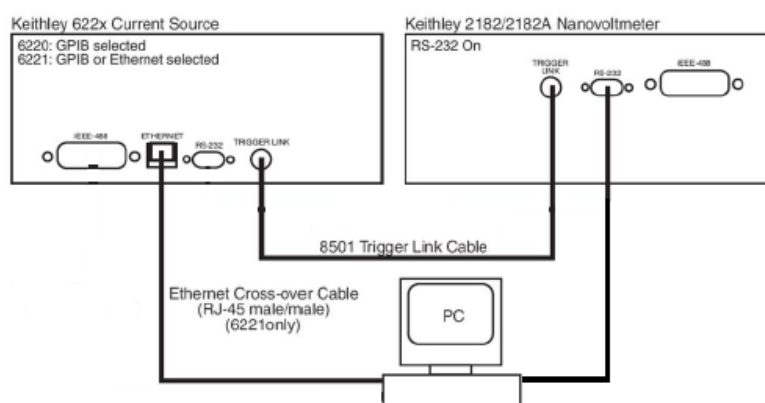 Keithley 622x Current Source
6220: GPIB selected
6221: GPIB or Ethernet selected
IEEE-488
ETHERNET
RS-232
TRIGGER LINK
Keithley 2182/2182A Nanovoltmeter
RS-232 On
TRIGGER
LINK
RS-232
IEEE-488
8501 Trigger Link Cable
Ethernet Cross-over Cable
(RJ-45 male/male)
(6221only)
PC